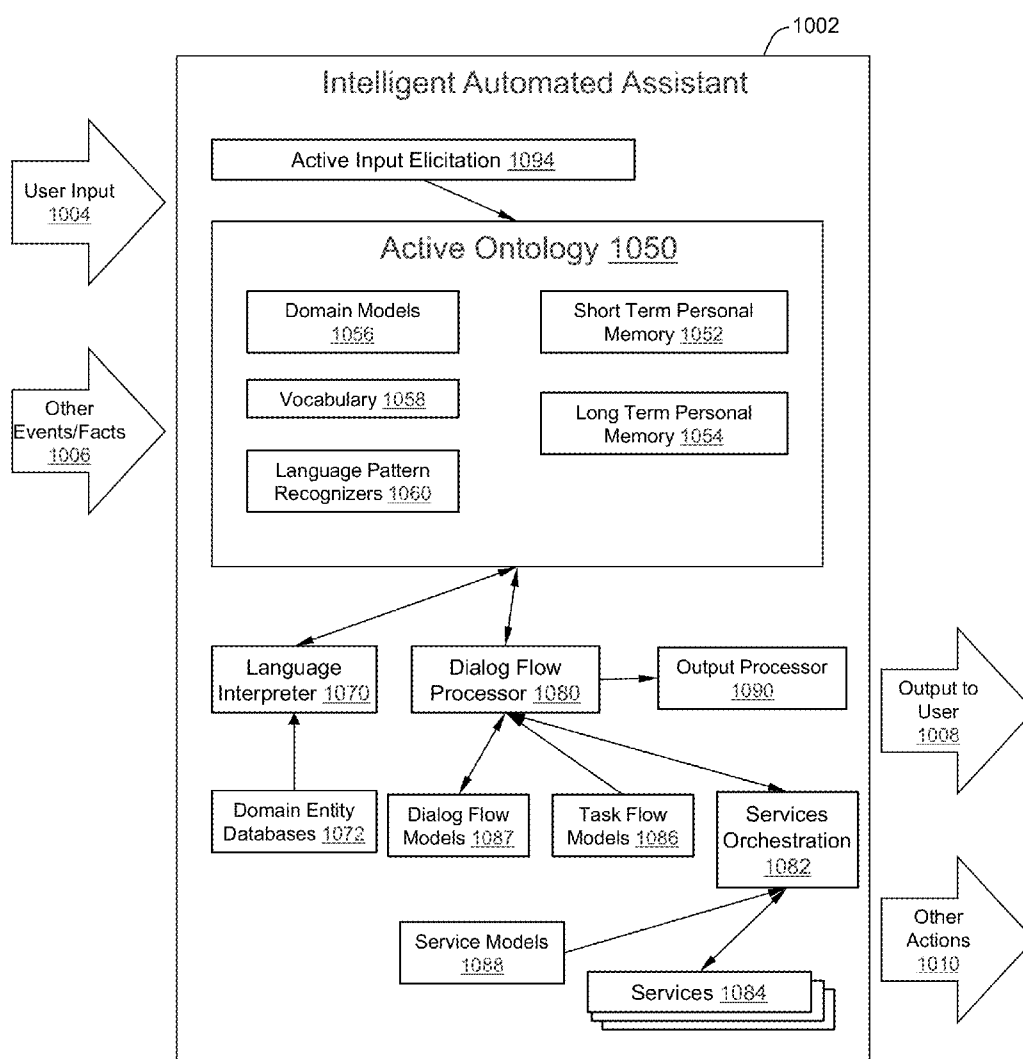 1002
Intelligent Automated Assistant
Active Input Elicitation 1094
User Input
1004
Active Ontology 1050
Domain Models
1056
Short Term Personal
Memory 1052
Vocabulary 1058
Other
Events/Facts
1006
Long Term Personal
Memory 1054
Language Pattern
Recognizers 1060
Language
Interpreter 1070
Dialog Flow
Processor 1080
Output Processor
1090
Output to
User
1008
Domain Entity
Databases 1072
Dialog Flow
Models 1087
Task Flow
Models 1086
Services
Orchestration
1082
Other
Actions
1010
Service Models
1088
Services 1084